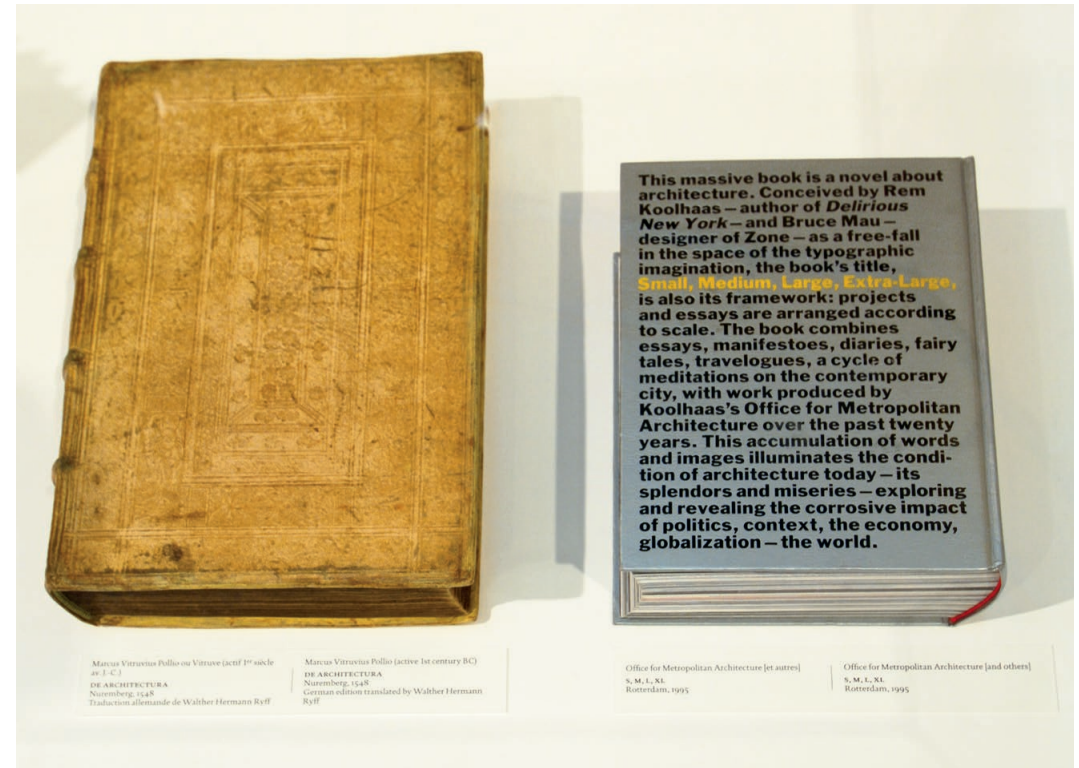 This massive book is a novel about
architecture. Conceived by Rem
Koolhaas — author of Delirious
New York — and Bruce Mau —
designer of Zone — as a free-fall
in the space of the typographic
imagination, the book's title,
Small, Medium, Large, Extra-Large,
is also its framework: projects
and essays are arranged according
to scale. The book combines
essays, manifestoes, diaries, fairy
tales, travelogues, a cycle of
meditations on the contemporary
city, with work produced by
Koolhaas's Office for Metropolitan
Architecture over the past twenty
years. This accumulation of words
and images illuminates the condi-
tion of architecture today — its
splendors and miseries — exploring
and revealing the corrosive impact
of politics, context, the economy,
globalization — the world.
Marcus Vitruvius Pollio ou Vitruve (actif 1er siècle
av. J.-C.)
DE ARCHITECTURA
Nuremberg, 1548
Traduction allemande de Walther Hermann Ryff
Marcus Vitruvius Pollio (active 1st century BC)
DE ARCHITECTURA
Nuremberg, 1548
German edition translated by Walther Hermann
Ryff
Office for Metropolitan Architecture [et autres]
S, M, L, XL
Rotterdam, 1995
Office for Metropolitan Architecture [and others]
S, M, L, XL
Rotterdam, 1995